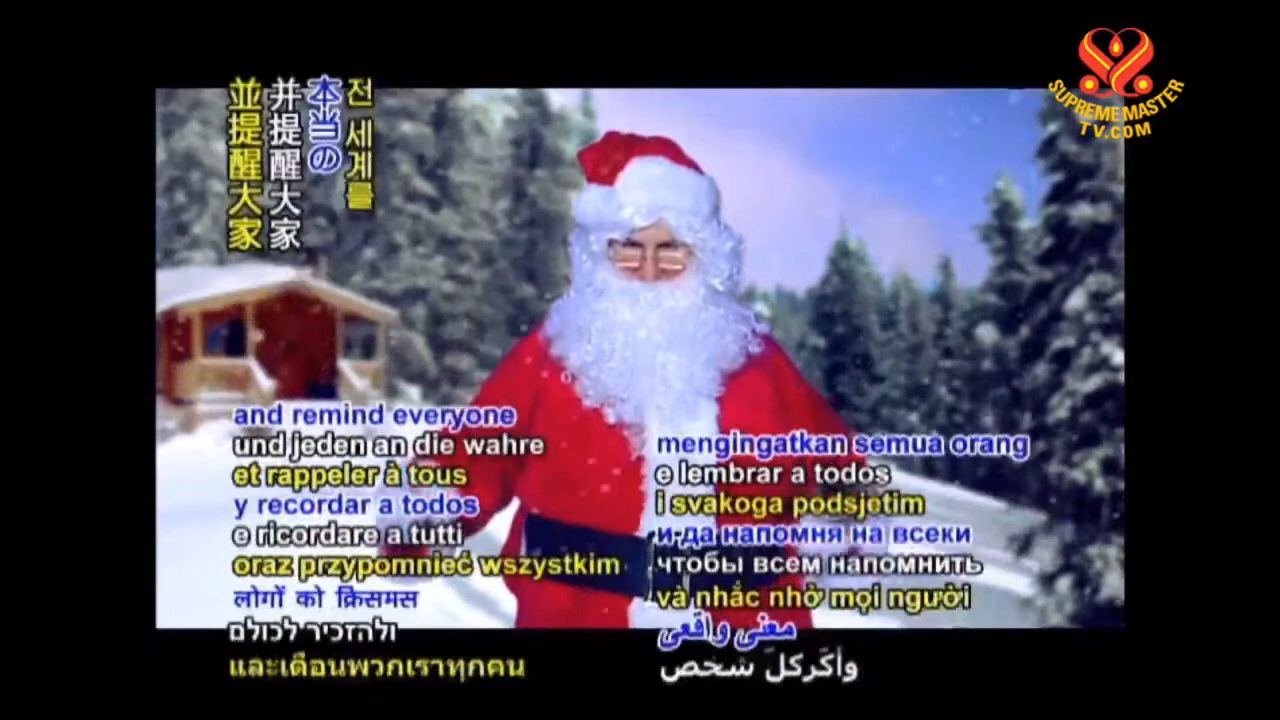 SUPREME MASTER
TV.COM
전 세계를
本当の
并提醒大家
並提醒大家
and remind everyone
und jeden an die wahre
et rappeler à tous
y recordar a todos
e ricordare a tutti
oraz przypomnieć wszystkim
लोगों को क्रिसमस
ולהזכיר לכולם
และเตือนพวกเราทุกคน
mengingatkan semua orang
e lembrar a todos
i svakoga podsjetim
и да напомня на всеки
чтобы всем напомнить
và nhắc nhở mọi người
معنی واقعی
وأكَركلَ شخص